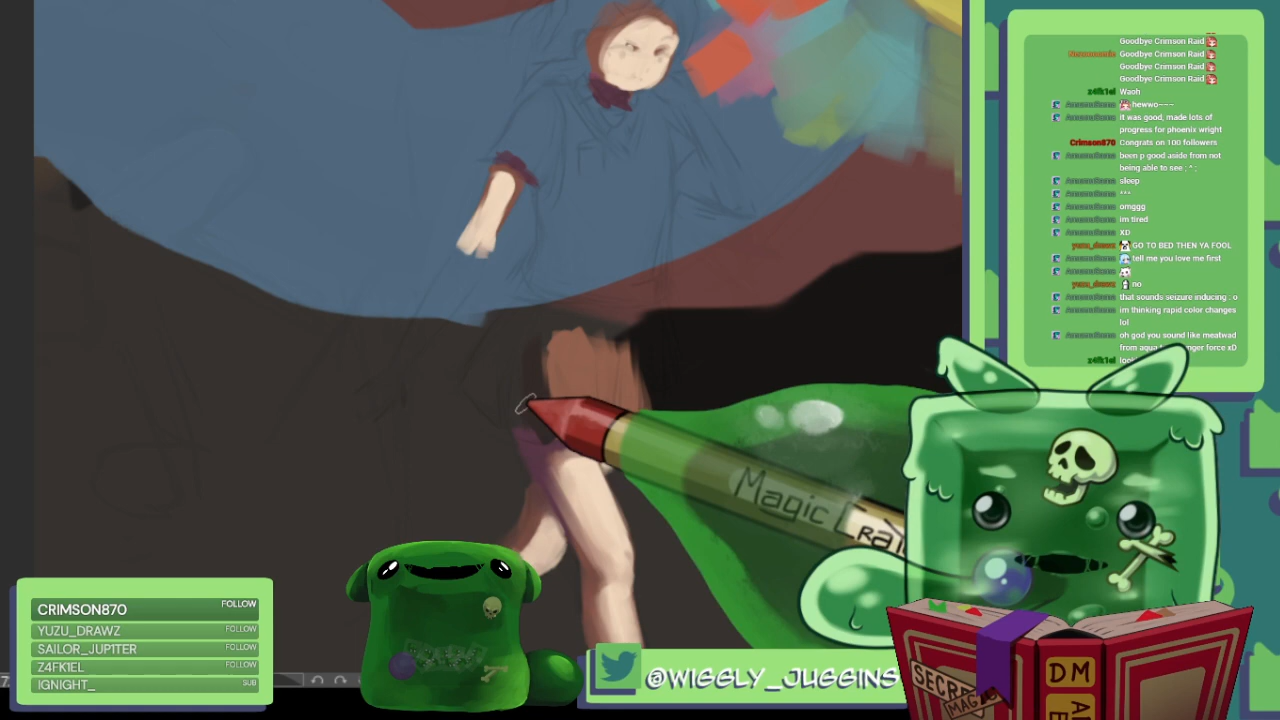 Goodbye Crimson Raid
Goodbye Crimson Raid
Goodbye Crimson Raid
Goodbye Crimson Raid
z4fk1el Waoh
hewwo~~~
it was good, made lots of
progress for phoenix wright
Crimson870 Congrats on 100 followers
been p good aside from not
being able to see ; ^ ;
sleep
***
omggg
im tired
XD
yuzu_drawz GO TO BED THEN YA FOOL
tell me you love me first
yuzu_drawz no
that sounds seizure inducing : o
im thinking rapid color changes
lol
oh god you sound like meatwad
from aqua force xD
z4fk1el
Magic
CRIMSON870 FOLLOW
YUZU_DRAWZ FOLLOW
SAILOR_JUP1TER FOLLOW
Z4FK1EL FOLLOW
IGNIGHT_ SUB
@WIGGLY_JUGGINS
DM